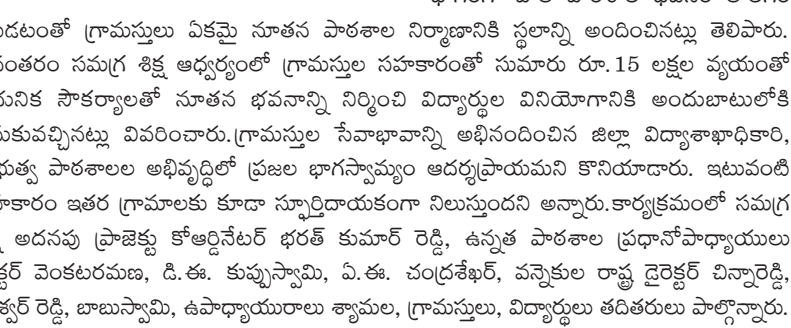 డటంతో గ్రామస్తులు ఏకమై నూతన పాఠశాల నిర్మాణానికి స్థలాన్ని అందించినట్లు తెలిపారు.
నంతరం సమగ్ర శిక్ష ఆధ్వర్యంలో గ్రామస్తుల సహకారంతో సుమారు రూ.15 లక్షల వ్యయంతో
ునిక సౌకర్యాలతో నూతన భవనాన్ని నిర్మించి విద్యార్థుల వినియోగానికి అందుబాటులోకి
ుకువచ్చినట్లు వివరించారు.గ్రామస్తుల సేవాభావాన్ని అభినందించిన జిల్లా విద్యాశాఖాధికారి,
ుత్వ పాఠశాలల అభివృద్ధిలో ప్రజల భాగస్వామ్యం ఆదర్శప్రాయమని కొనియాడారు. ఇటువంటి
కారం ఇతర గ్రామాలకు కూడా స్ఫూర్తిదాయకంగా నిలుస్తుందని అన్నారు.కార్యక్రమంలో సమగ్ర
అదనపు ప్రాజెక్టు కోఆర్డినేటర్ భరత్ కుమార్ రెడ్డి, ఉన్నత పాఠశాల ప్రధానోపాధ్యాయులు
క్టర్ వెంకటరమణ, డి.ఈ. కుప్పుస్వామి, ఏ.ఈ. చంద్రశేఖర్, వన్నెకుల రాష్ట్ర డైరెక్టర్ చిన్నారెడ్డి,
శ్వర్ రెడ్డి, బాబుస్వామి, ఉపాధ్యాయురాలు శ్యామల, గ్రామస్తులు, విద్యార్థులు తదితరులు పాల్గొన్నారు.